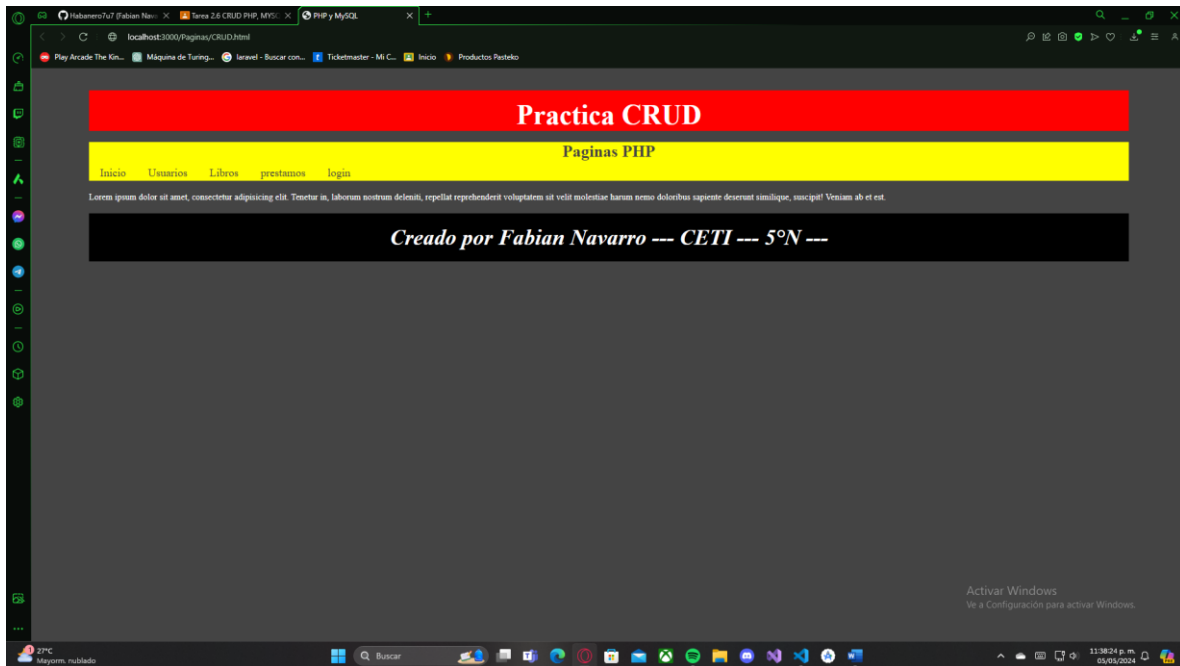 Habanero7u7 (Fabian Nav
Tarea 2.6 CRUD PHP, MYS
PHP y MySQL
localhost:3000/Paginas/CRUD.html
Play Arcade The Kin...
Máquina de Turing...
laravel - Buscar con...
Ticketmaster - Mi C...
Inicio
Productos Pasteko
Practica CRUD
Paginas PHP
Inicio Usuarios Libros prestamos login
Lorem ipsum dolor sit amet, consectetur adipisicing elit. Tenetur in, laborum nostrum deleniti, repellat reprehenderit voluptatem sit velit molestiae harum nemo doloribus sapiente deserunt similique, suscipit! Veniam ab et est.
Creado por Fabian Navarro --- CETI --- 5°N ---
Activar Windows
Ve a Configuración para activar Windows.
1
27°C
Mayorm. nublado
Buscar
11:38:24 p. m.
05/05/2024